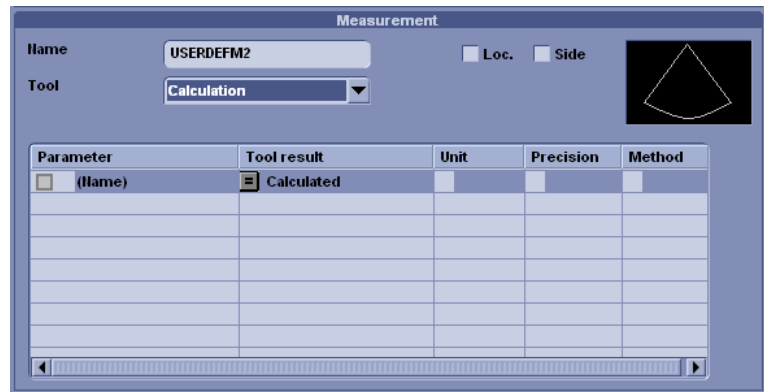 Measurement
Name USERDEFM2 Loc. Side
Tool Calculation
Parameter Tool result Unit Precision Method
(Name) = Calculated